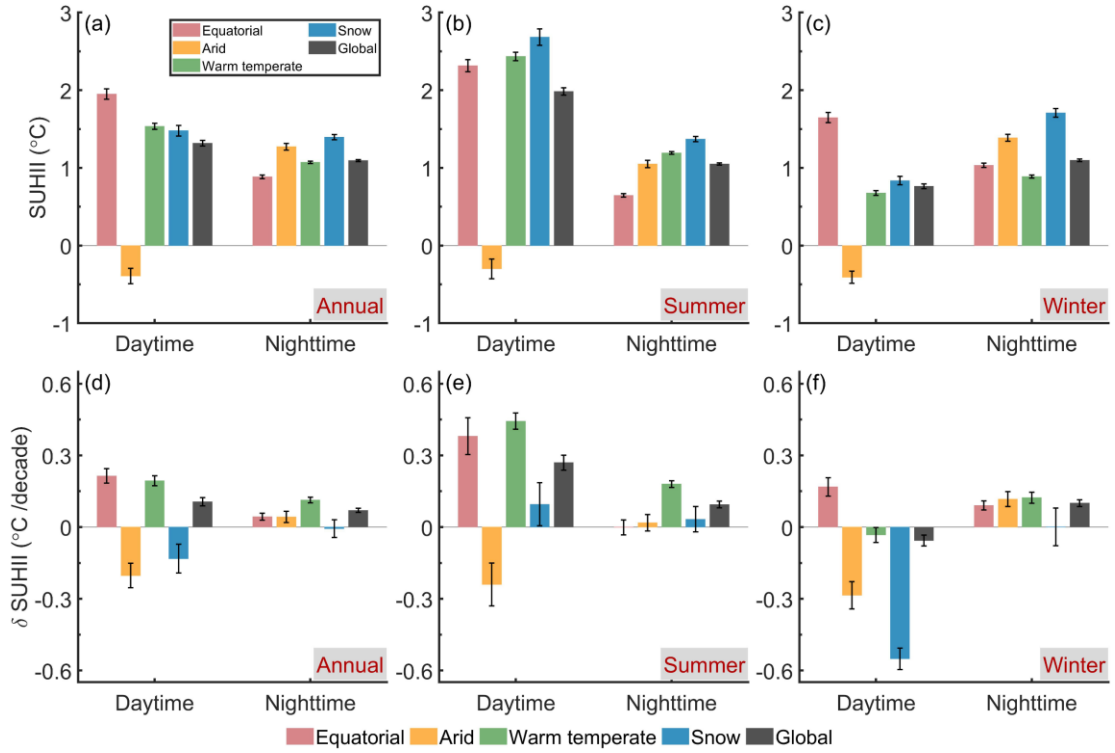 (a)
Equatorial
Snow
Arid
Global
Warm temperate
(b)
(c)
SUHII (°C)
3
2
1
0
-1
Annual
Daytime
Nighttime
3
2
1
0
-1
Summer
Daytime
Nighttime
3
2
1
0
-1
Winter
Daytime
Nighttime
(d)
(e)
(f)
δ SUHII (°C /decade)
0.6
0.3
0
-0.3
-0.6
Annual
Daytime
Nighttime
0.6
0.3
0
-0.3
-0.6
Summer
Daytime
Nighttime
0.6
0.3
0
-0.3
-0.6
Winter
Daytime
Nighttime
Equatorial Arid Warm temperate Snow Global